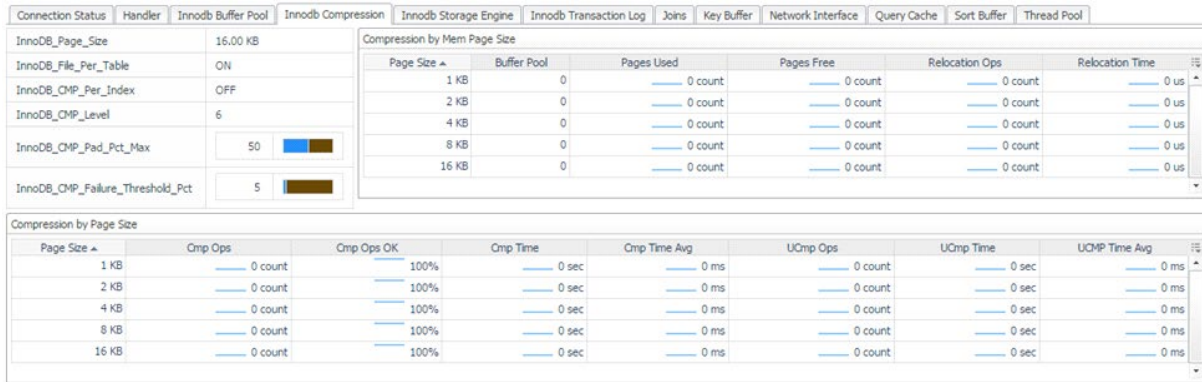 Connection Status Handler Innodb Buffer Pool Innodb Compression Innodb Storage Engine Innodb Transaction Log Joins Key Buffer Network Interface Query Cache Sort Buffer Thread Pool
InnoDB_Page_Size 16.00 KB
InnoDB_File_Per_Table ON
InnoDB_CMP_Per_Index OFF
InnoDB_CMP_Level 6
InnoDB_CMP_Pad_Pct_Max 50
InnoDB_CMP_Failure_Threshold_Pct 5
Compression by Mem Page Size
Page Size Buffer Pool Pages Used Pages Free Relocation Ops Relocation Time
1 KB 0 0 count 0 count 0 count 0 us
2 KB 0 0 count 0 count 0 count 0 us
4 KB 0 0 count 0 count 0 count 0 us
8 KB 0 0 count 0 count 0 count 0 us
16 KB 0 0 count 0 count 0 count 0 us
Compression by Page Size
Page Size Cmp Ops Cmp Ops OK Cmp Time Cmp Time Avg UCmp Ops UCmp Time UCMP Time Avg
1 KB 0 count 100% 0 sec 0 ms 0 count 0 sec 0 ms
2 KB 0 count 100% 0 sec 0 ms 0 count 0 sec 0 ms
4 KB 0 count 100% 0 sec 0 ms 0 count 0 sec 0 ms
8 KB 0 count 100% 0 sec 0 ms 0 count 0 sec 0 ms
16 KB 0 count 100% 0 sec 0 ms 0 count 0 sec 0 ms